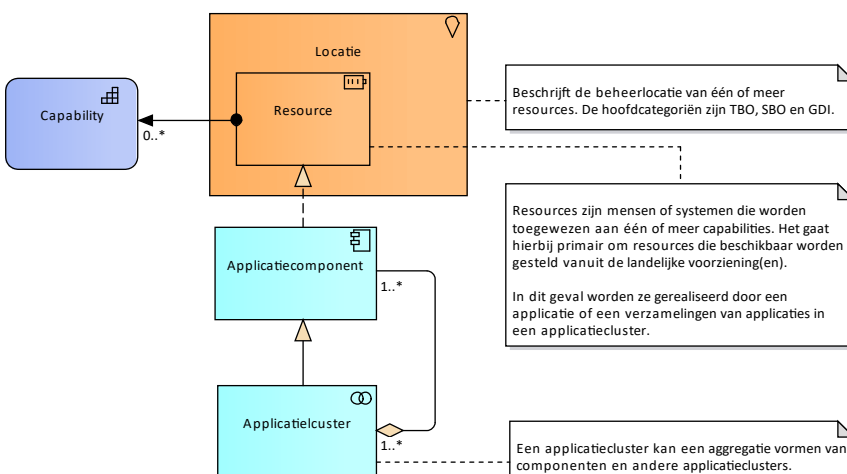 Locatie
Beschrijft de beheerlocatie van één of meer
resources. De hoofdcategoriën zijn TBO, SBO en GDI.
Capability
Resource
0..*
Resources zijn mensen of systemen die worden
toegewezen aan één of meer capabilities. Het gaat
hierbij primair om resources die beschikbaar worden
gesteld vanuit de landelijke voorziening(en).
In dit geval worden ze gerealiseerd door een
applicatie of een verzamelingen van applicaties in
een applicatiecluster.
Applicatiecomponent
1..*
Applicatielcuster
1..*
Een applicatiecluster kan een aggregatie vormen van
componenten en andere applicatieclusters.